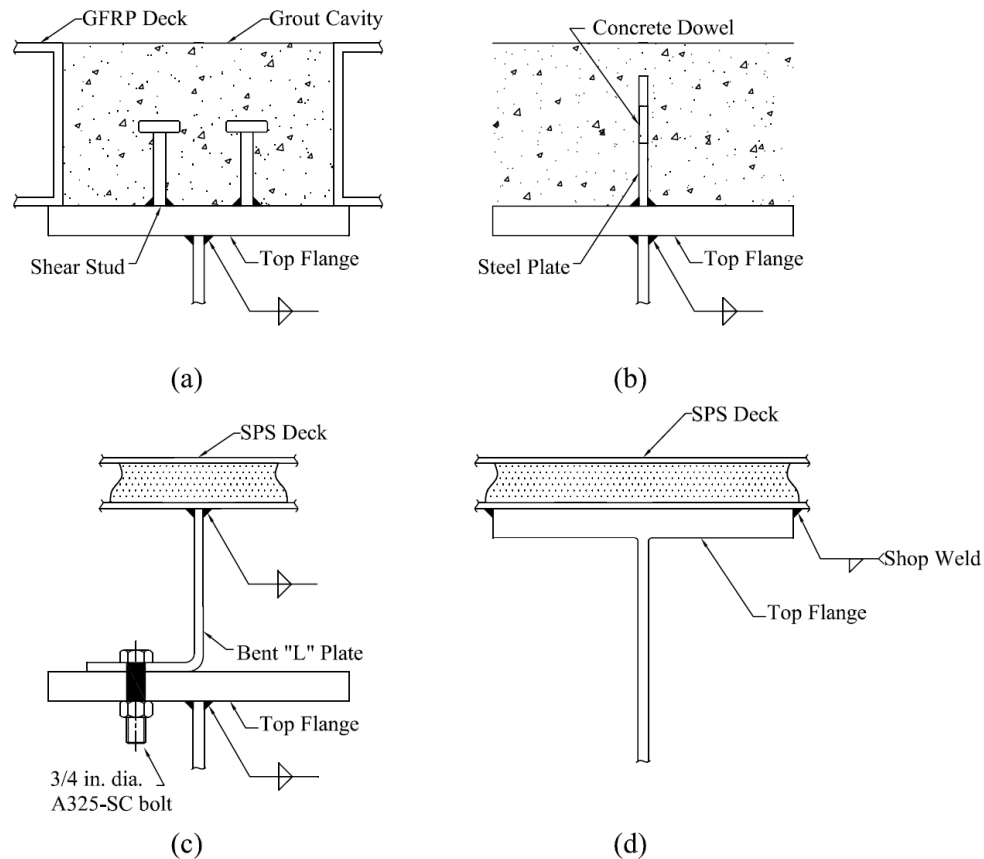 GFRP Deck
Grout Cavity
Shear Stud
Top Flange
(a)
Concrete Dowel
Steel Plate
Top Flange
(b)
SPS Deck
Bent "L" Plate
Top Flange
3/4 in. dia.
A325-SC bolt
(c)
SPS Deck
Shop Weld
Top Flange
(d)